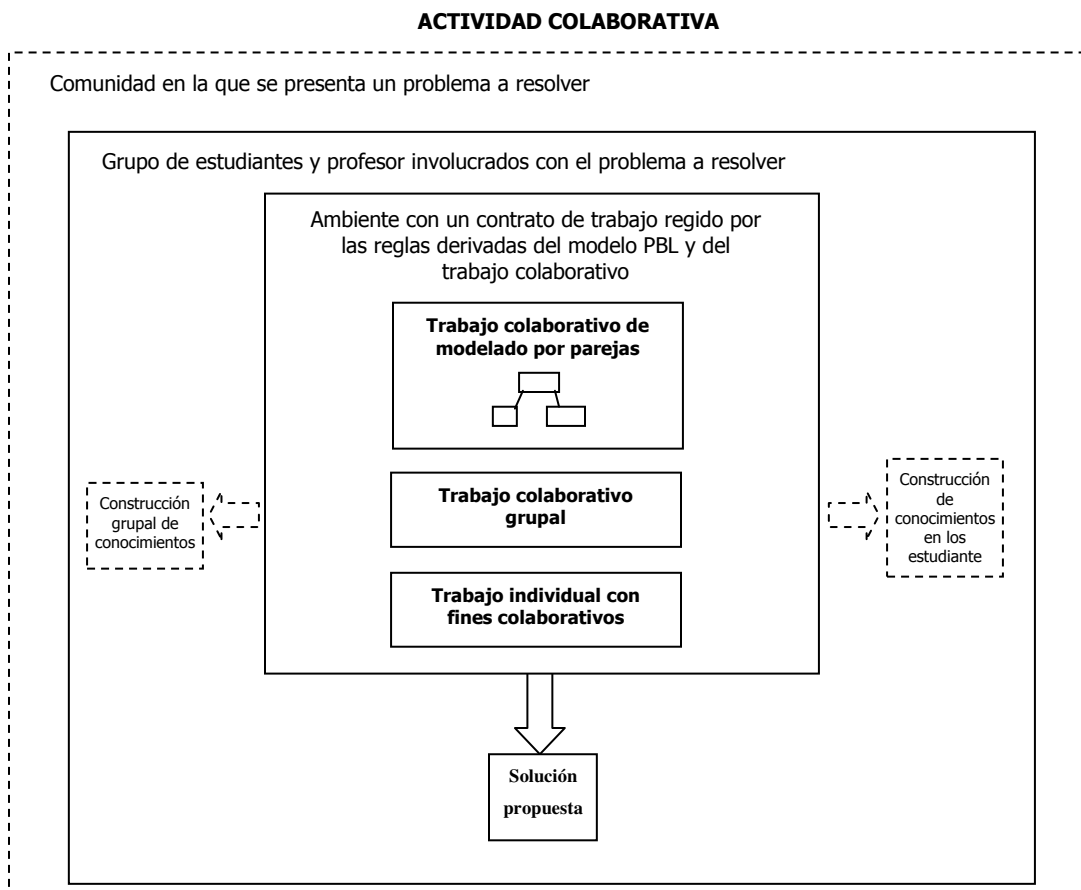 ACTIVIDAD COLABORATIVA
Comunidad en la que se presenta un problema a resolver
Grupo de estudiantes y profesor involucrados con el problema a resolver
Ambiente con un contrato de trabajo regido por
las reglas derivadas del modelo PBL y del
trabajo colaborativo
Trabajo colaborativo de
modelado por parejas
Trabajo colaborativo
grupal
Trabajo individual con
fines colaborativos
Construcción
grupal de
conocimientos
Construcción
de
conocimientos
en los
estudiante
Solución
propuesta